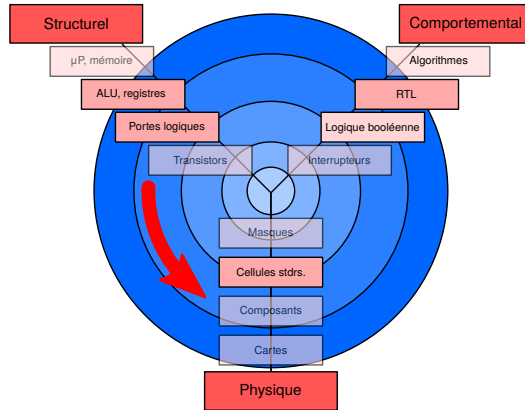 Structurel
Comportemental
µP, mémoire
Algorithmes
ALU, registres
RTL
Portes logiques
Logique booléenne
Transistors
Interrupteurs
Masques
Cellules stdrs.
Composants
Cartes
Physique